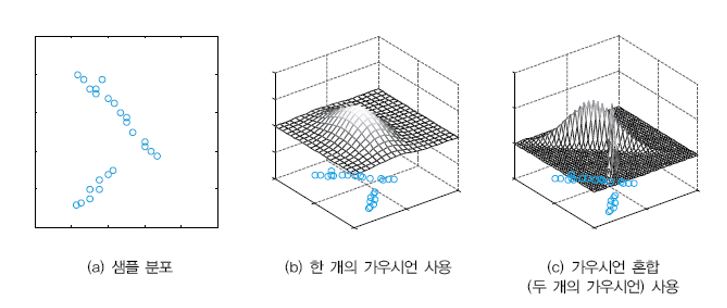 (a) 샘플 분포
(b) 한 개의 가우시언 사용
(c) 가우시언 혼합
(두 개의 가우시언) 사용